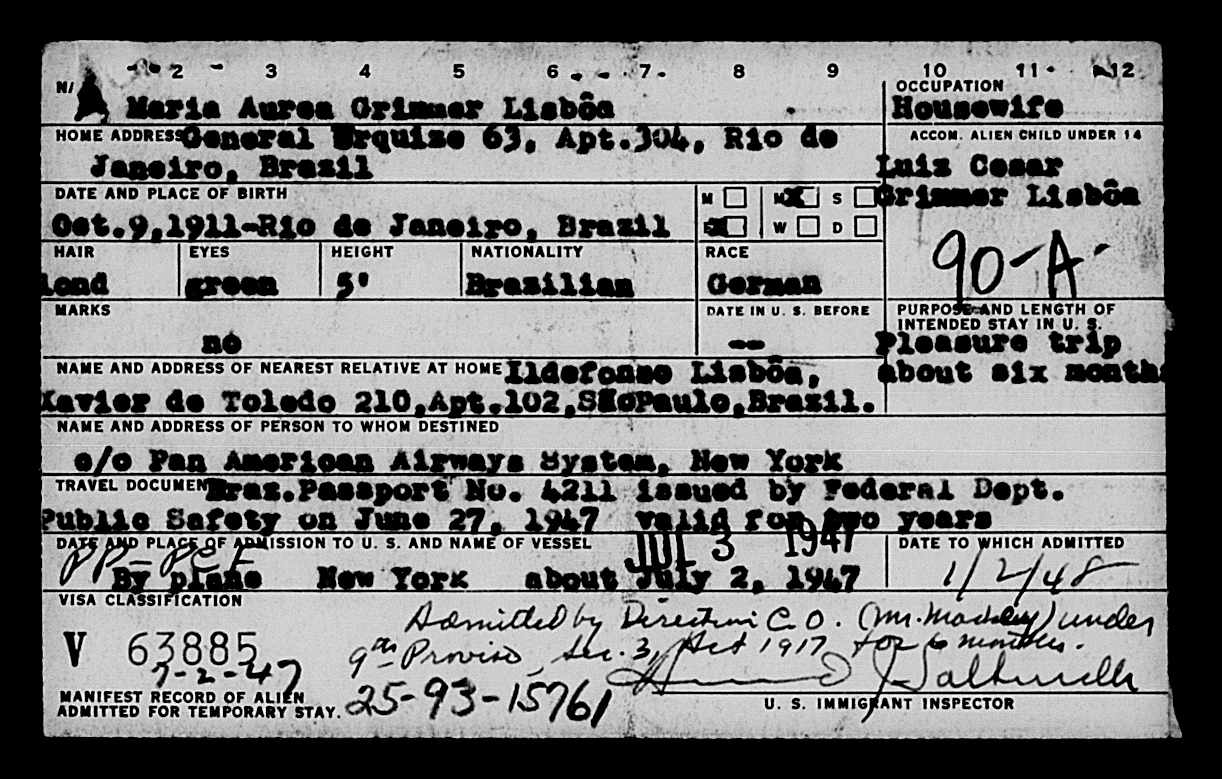 2 3 4 5 6 7 8 9 10 11 12
Maria Aurea Grimmer Lisbôa
OCCUPATION
Housewife
HOME ADDRESS General Urquiza 63, Apt.304, Rio de
Janeiro, Brazil
ACCOM. ALIEN CHILD UNDER 14
Luiz Cesar
Grimmer Lisbôa
DATE AND PLACE OF BIRTH
Oct.9,1911-Rio de Janeiro, Brazil
M M X S
X W D
90-A-
HAIR EYES HEIGHT NATIONALITY RACE
lond green 5' Brazilian German
MARKS
no
DATE IN U. S. BEFORE
--
PURPOSE AND LENGTH OF
INTENDED STAY IN U. S.
Pleasure trip
about six months
NAME AND ADDRESS OF NEAREST RELATIVE AT HOME Ildefonso Lisbôa,
Xavier de Toledo 210,Apt.102,SãoPaulo,Brazil.
NAME AND ADDRESS OF PERSON TO WHOM DESTINED
c/o Pan American Airways System, New York
TRAVEL DOCUMENT Braz.Passport No. 4211 issued by Federal Dept.
Public Safety on June 27, 1947 valid for two years
DATE AND PLACE OF ADMISSION TO U. S. AND NAME OF VESSEL
JUL 3 1947
By plane New York about July 2, 1947
DATE TO WHICH ADMITTED
1/2/48
VISA CLASSIFICATION
V 63885
7-2-47
Admitted by C.O. (Mr. under
9th Proviso, Sec. 3, Act 1917, for 6 months.
MANIFEST RECORD OF ALIEN
ADMITTED FOR TEMPORARY STAY.
25-93-15761
U. S. IMMIGRANT INSPECTOR